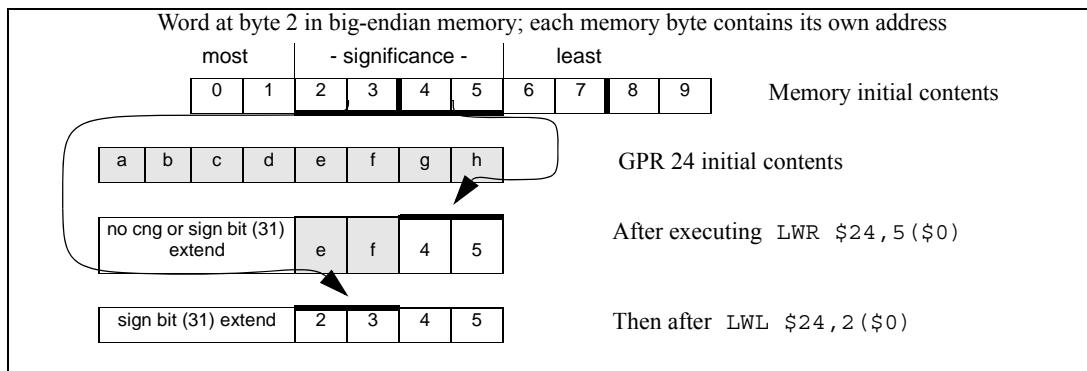 Word at byte 2 in big-endian memory; each memory byte contains its own address
most - significance - least
0 1 2 3 4 5 6 7 8 9 Memory initial contents
a b c d e f g h GPR 24 initial contents
no cng or sign bit (31) extend e f 4 5 After executing LWR $24,5($0)
sign bit (31) extend 2 3 4 5 Then after LWL $24,2($0)